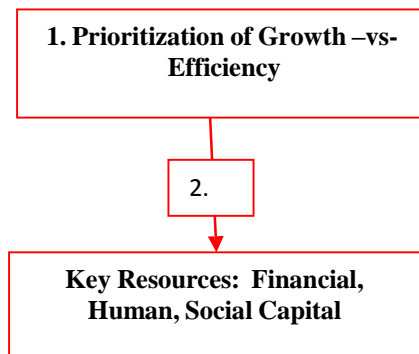 1. Prioritization of Growth –vs-
Efficiency
2.
Key Resources:  Financial,
Human, Social Capital